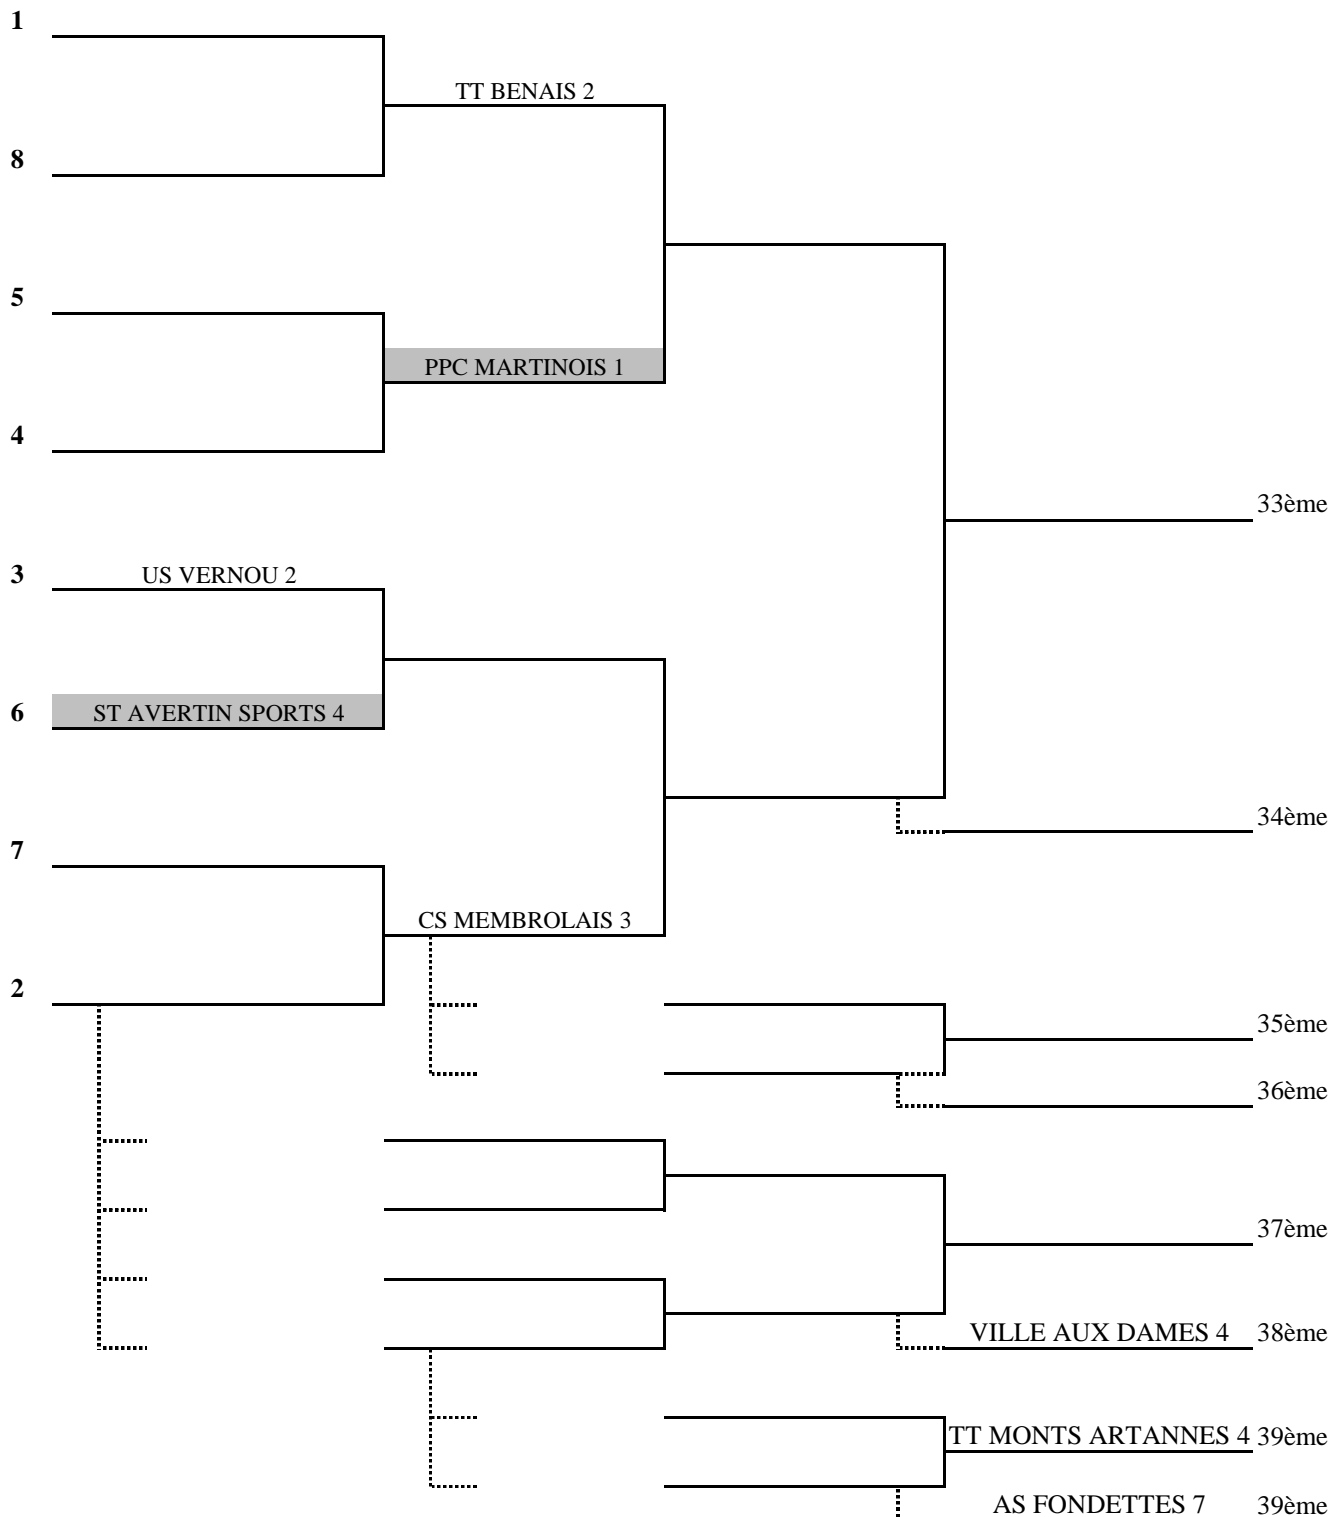 1
TT BENAIS 2
8
5
PPC MARTINOIS 1
4
33ème
3 US VERNOU 2
6 ST AVERTIN SPORTS 4
34ème
7
CS MEMBROLAIS 3
2
35ème
36ème
37ème
VILLE AUX DAMES 4 38ème
TT MONTS ARTANNES 4 39ème
AS FONDETTES 7 39ème